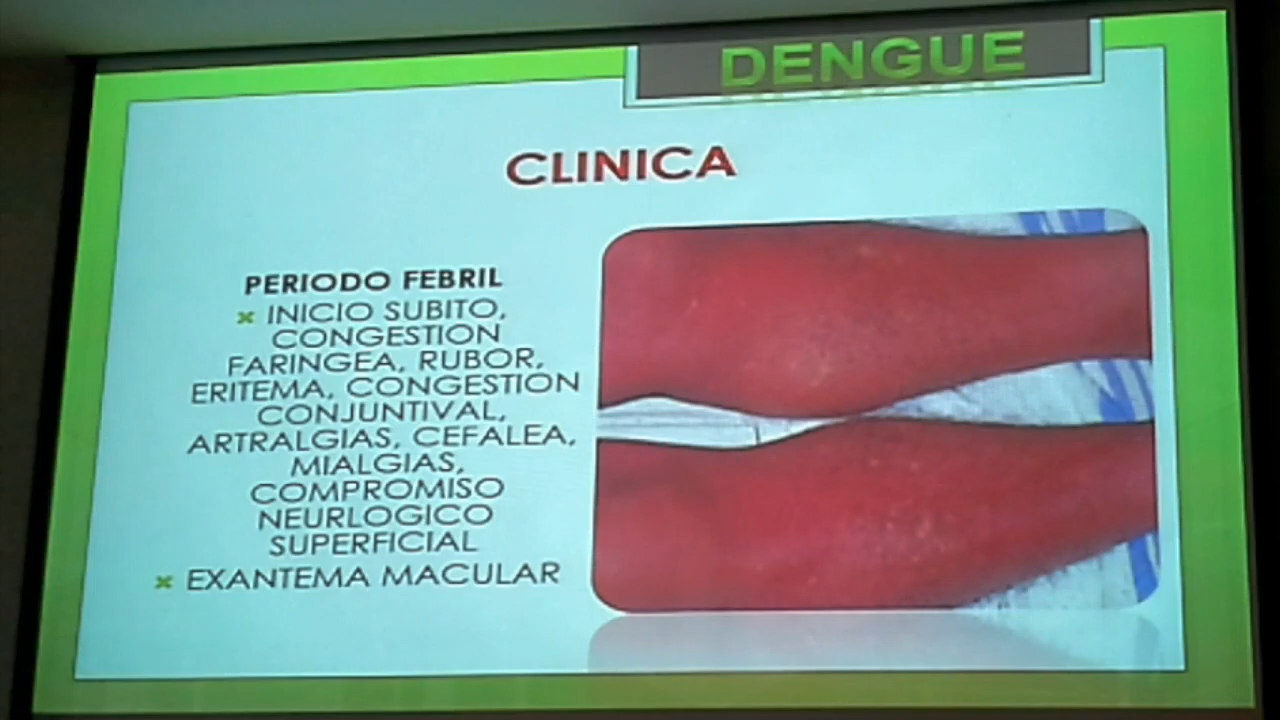 DENGUE
CLINICA
PERIODO FEBRIL
INICIO SUBITO,
CONGESTION
FARINGEA, RUBOR,
ERITEMA, CONGESTION
CONJUNTIVAL,
ARTRALGIAS, CEFALEA,
MIALGIAS,
COMPROMISO
NEURLOGICO
SUPERFICIAL
EXANTEMA MACULAR